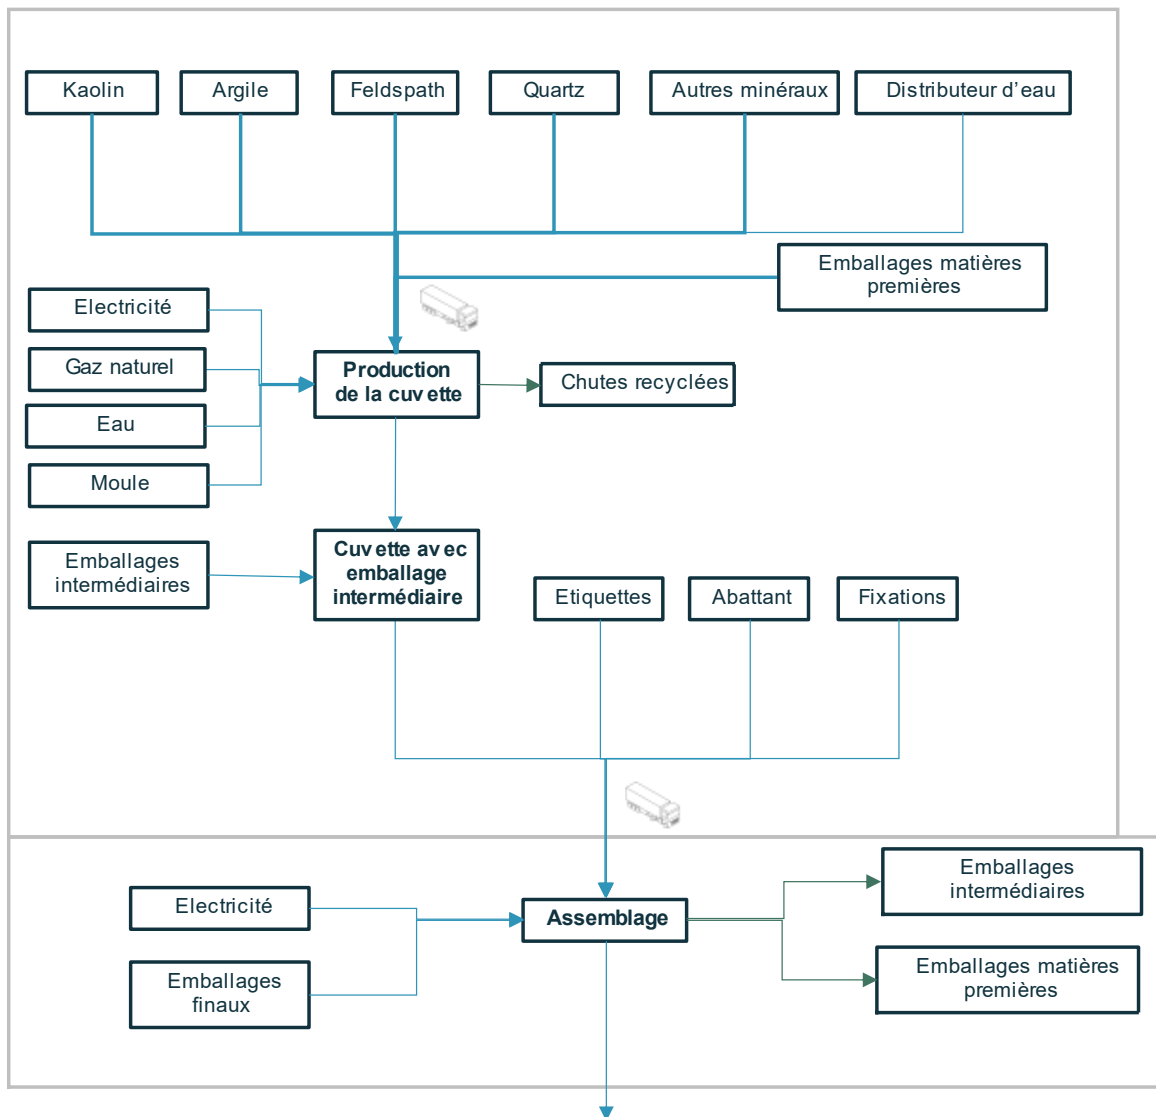 Kaolin
Argile
Feldspath
Quartz
Autres minéraux
Distributeur d'eau
Emballages matières
premières
Electricité
Gaz naturel
Eau
Moule
Production
de la cuvette
Chutes recyclées
Emballages
intermédiaires
Cuvette avec
emballage
intermédiaire
Etiquettes
Abattant
Fixations
Electricité
Emballages
finaux
Assemblage
Emballages
intermédiaires
Emballages matières
premières